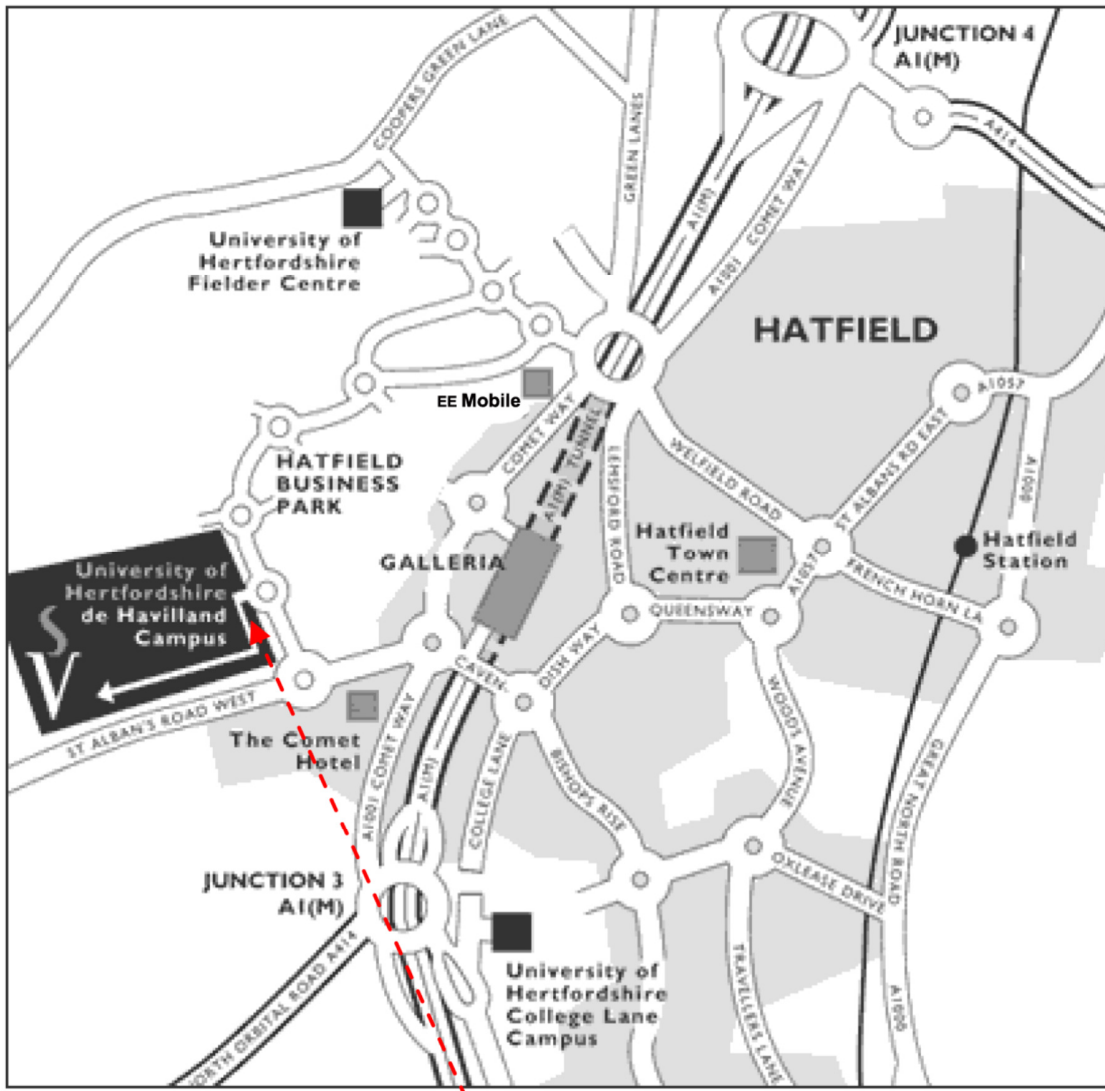 JUNCTION 4
A1(M)
COOPERS GREEN LANE
GREEN LANES
A414
A1(M)
A1001 COMET WAY
University of
Hertfordshire
Fielder Centre
HATFIELD
EE Mobile
A1057
COMET WAY
A1(M) TUNNEL
LEMSFORD ROAD
WELLFIELD ROAD
ST ALBANS RD EAST
A1000
HATFIELD
BUSINESS
PARK
GALLERIA
Hatfield
Town
Centre
A1057
Hatfield
Station
FRENCH HORN LA
QUEENSWAY
University of
Hertfordshire
de Havilland
Campus
V
CAVEN-
DISH WAY
ST ALBAN'S ROAD WEST
The Comet
Hotel
A1001 COMET WAY
A1(M)
COLLEGE LANE
BISHOPS RISE
WOODS AVENUE
GREAT NORTH ROAD
OXLEASE DRIVE
JUNCTION 3
A1(M)
NORTH ORBITAL ROAD A414
University of
Hertfordshire
College Lane
Campus
TRAVELLERS LANE
A1000